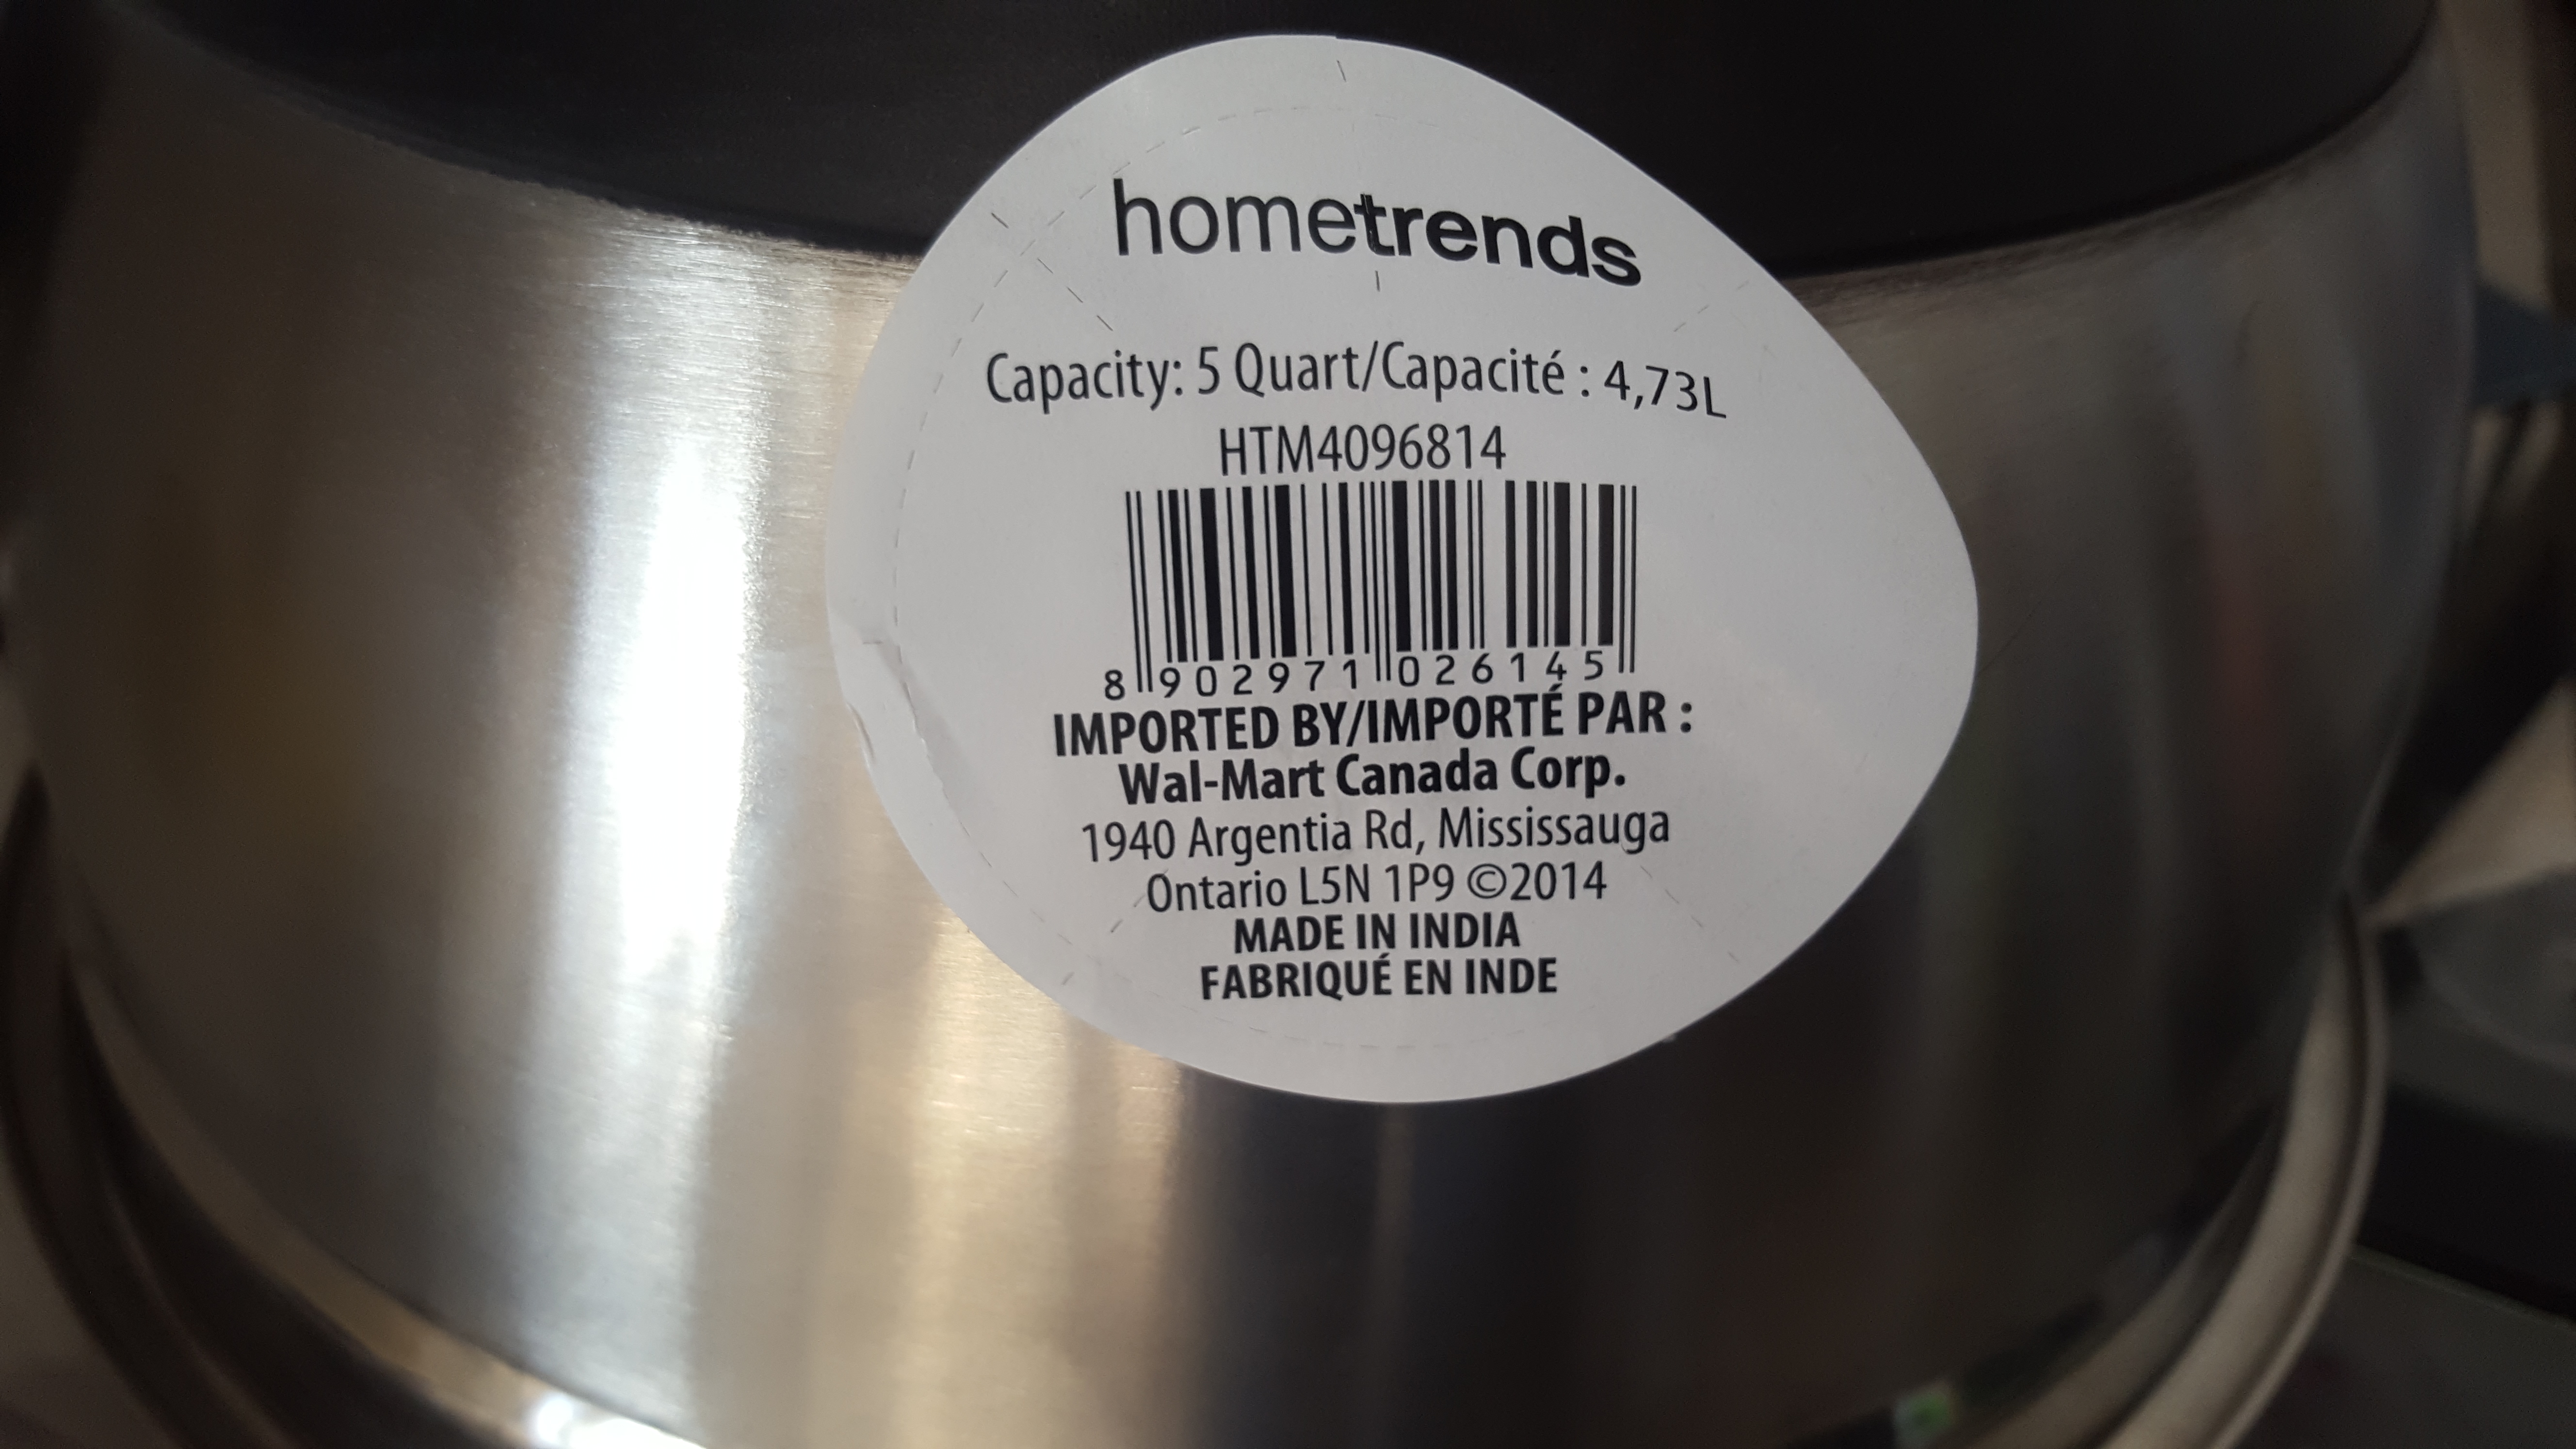 hometrends
Capacity: 5 Quart/Capacité : 4,73L
HTM4096814
8 902971 026145
IMPORTED BY/IMPORTÉ PAR :
Wal-Mart Canada Corp.
1940 Argentia Rd, Mississauga
Ontario L5N 1P9 ©2014
MADE IN INDIA
FABRIQUÉ EN INDE